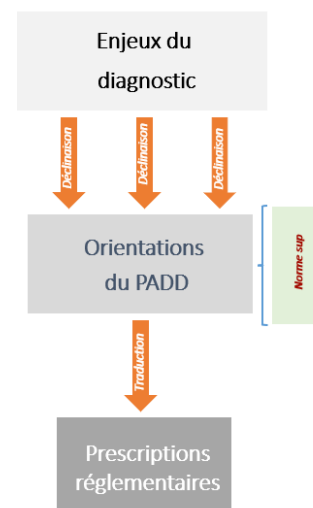 Enjeux du
diagnostic
Déclinaison
Déclinaison
Déclinaison
Orientations
du PADD
Norme sup
Traduction
Prescriptions
réglementaires